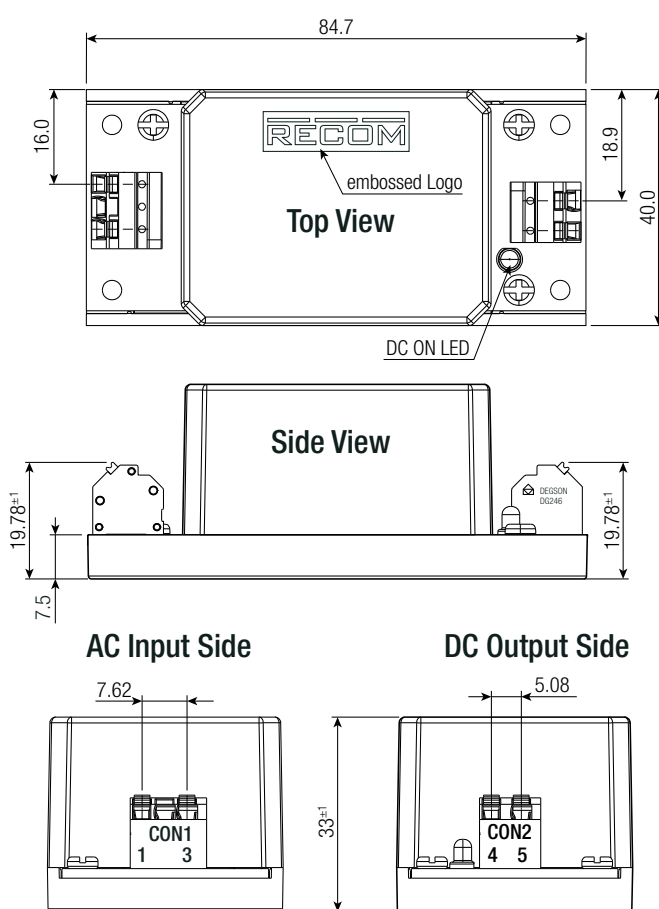 84.7
16.0
RECOM
embossed Logo
Top View
18.9
40.0
DC ON LED
Side View
19.78±1
7.5
DEGSON
DG246
19.78±1
AC Input Side
DC Output Side
7.62
5.08
33±1
CON1
1 3
CON2
4 5